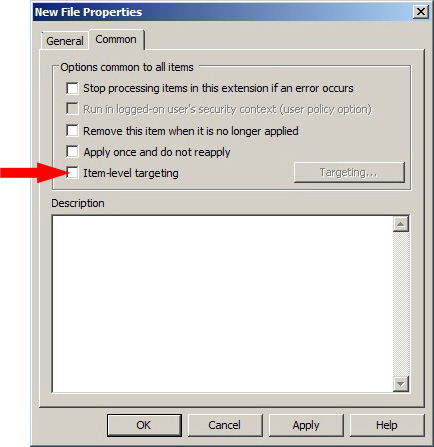 New File Properties
General
Common
Options common to all items
Stop processing items in this extension if an error occurs
Run in logged-on user's security context (user policy option)
Remove this item when it is no longer applied
Apply once and do not reapply
Item-level targeting
Targeting...
Description
OK
Cancel
Apply
Help